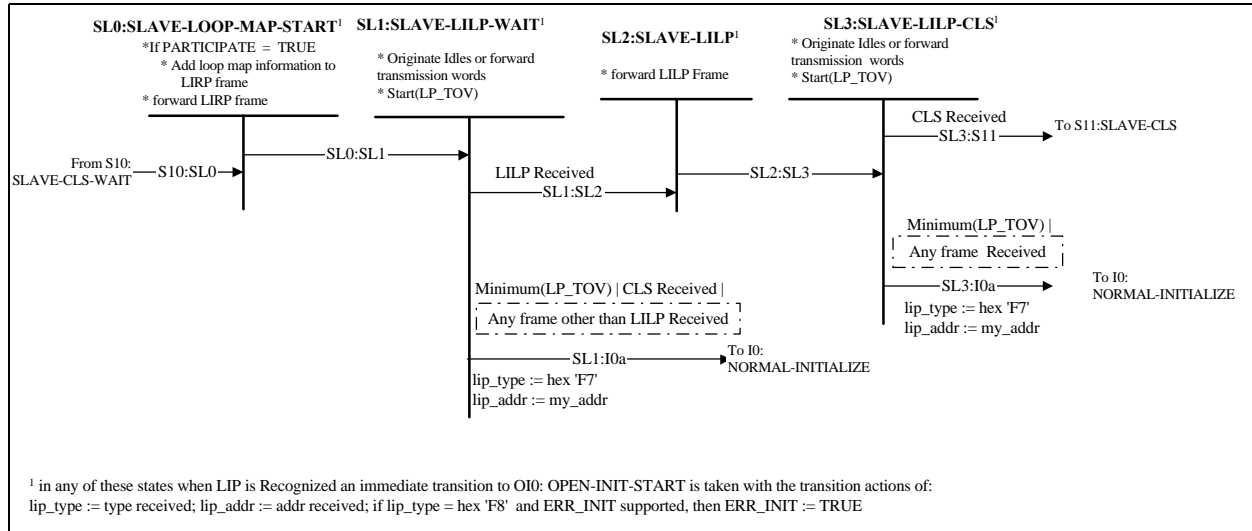 SL0:SLAVE-LOOP-MAP-START¹
*If PARTICIPATE = TRUE
* Add loop map information to
LIRP frame
* forward LIRP frame
SL1:SLAVE-LILP-WAIT¹
* Originate Idles or forward
transmission words
* Start(LP_TOV)
SL2:SLAVE-LILP¹
* forward LILP Frame
SL3:SLAVE-LILP-CLS¹
* Originate Idles or forward
transmission words
* Start(LP_TOV)
From S10:
SLAVE-CLS-WAIT
S10:SL0
SL0:SL1
LILP Received
SL1:SL2
SL2:SL3
CLS Received
SL3:S11
To S11:SLAVE-CLS
Minimum(LP_TOV) | CLS Received |
Any frame other than LILP Received
SL1:I0a
lip_type := hex 'F7'
lip_addr := my_addr
To I0:
NORMAL-INITIALIZE
Minimum(LP_TOV) |
Any frame Received
SL3:I0a
lip_type := hex 'F7'
lip_addr := my_addr
To I0:
NORMAL-INITIALIZE
¹ in any of these states when LIP is Recognized an immediate transition to OI0: OPEN-INIT-START is taken with the transition actions of:
lip_type := type received; lip_addr := addr received; if lip_type = hex 'F8' and ERR_INIT supported, then ERR_INIT := TRUE